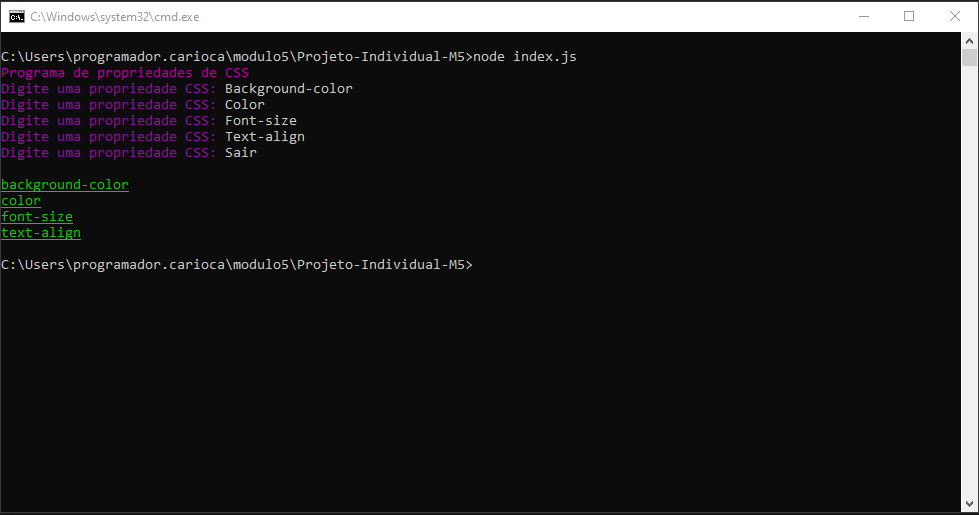 C:\Windows\system32\cmd.exe
C:\Users\programador.carioca\modulo5\Projeto-Individual-M5>node index.js
Programa de propriedades de CSS
Digite uma propriedade CSS: Background-color
Digite uma propriedade CSS: Color
Digite uma propriedade CSS: Font-size
Digite uma propriedade CSS: Text-align
Digite uma propriedade CSS: Sair
background-color
color
font-size
text-align
C:\Users\programador.carioca\modulo5\Projeto-Individual-M5>